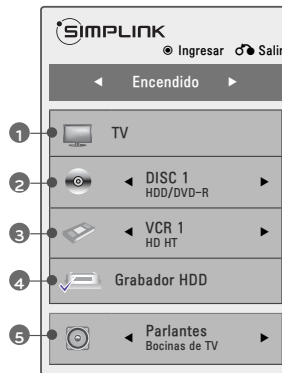 SIMPLINK
Ingresar Salir
◄ Encendido ►
1 TV
2 ◄ DISC 1 ►
HDD/DVD-R
3 ◄ VCR 1 ►
HD HT
4 Grabador HDD
5 ◄ Parlantes ►
Bocinas de TV